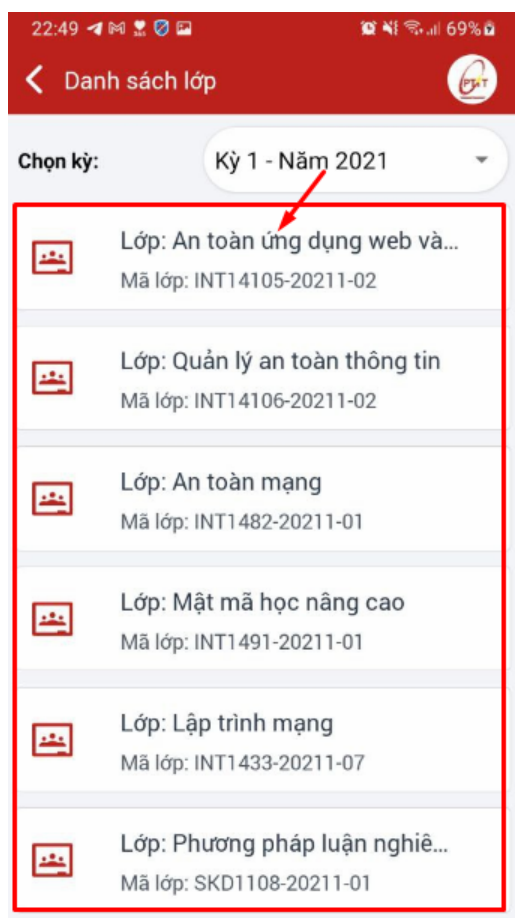 22:49 69%
Danh sách lớp
PTIT
Chọn kỳ: Kỳ 1 - Năm 2021
Lớp: An toàn ứng dụng web và...
Mã lớp: INT14105-20211-02
Lớp: Quản lý an toàn thông tin
Mã lớp: INT14106-20211-02
Lớp: An toàn mạng
Mã lớp: INT1482-20211-01
Lớp: Mật mã học nâng cao
Mã lớp: INT1491-20211-01
Lớp: Lập trình mạng
Mã lớp: INT1433-20211-07
Lớp: Phương pháp luận nghiê...
Mã lớp: SKD1108-20211-01